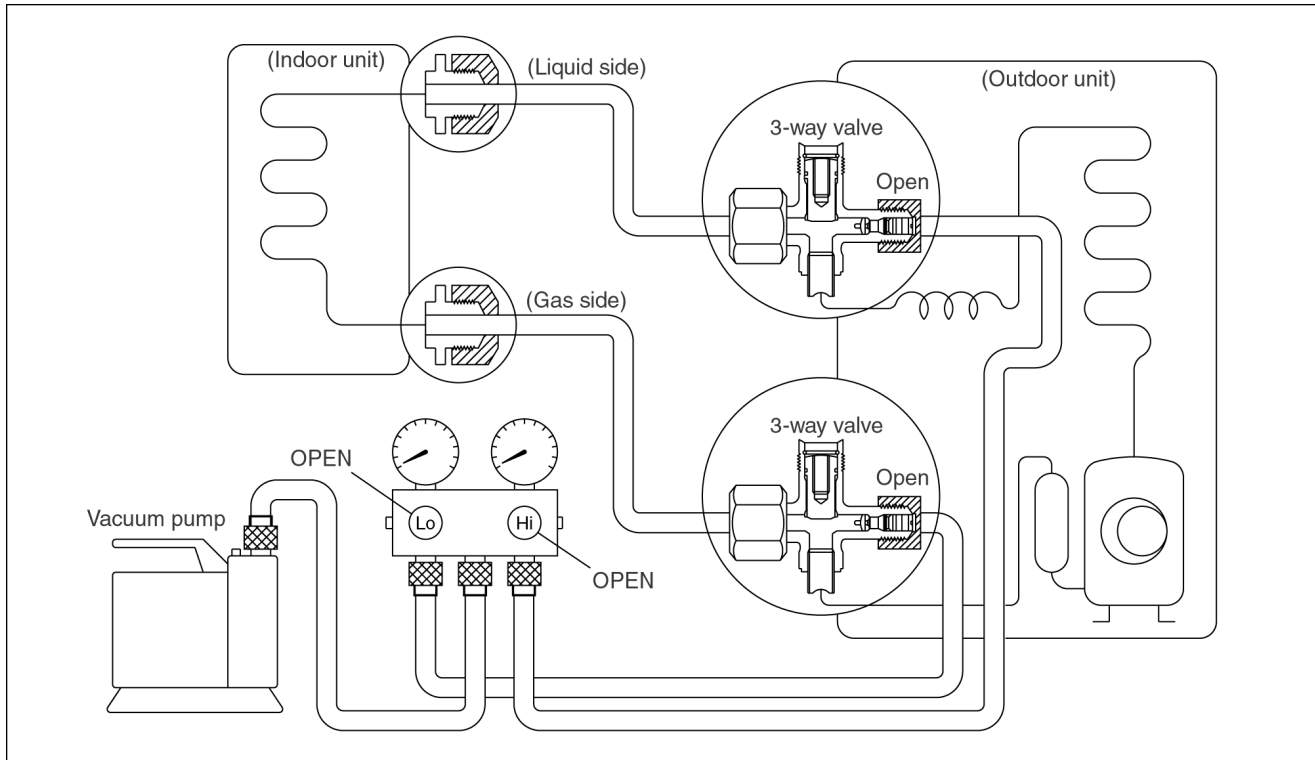 (Indoor unit)
(Liquid side)
(Outdoor unit)
3-way valve
Open
(Gas side)
3-way valve
Open
OPEN
Vacuum pump
Lo
Hi
OPEN